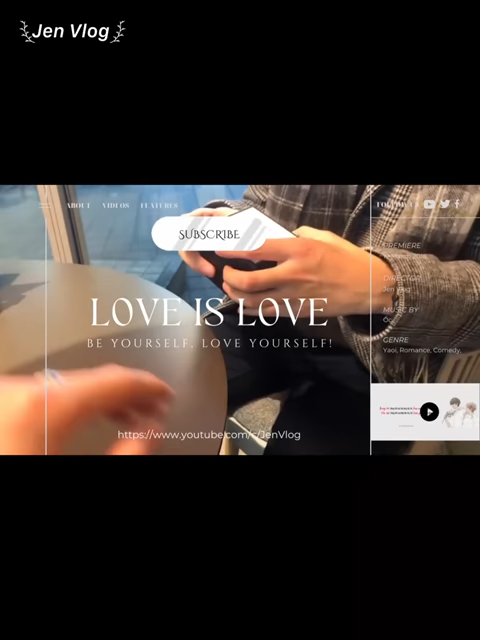 Jen Vlog
ABOUT VIDEOS FEATURES
SUBSCRIBE
LOVE IS LOVE
BE YOURSELF, LOVE YOURSELF!
https://www.youtube.com/c/JenVlog
PREMIERE
MUSIC BY
GENRE
Yaoi, Romance, Comedy,